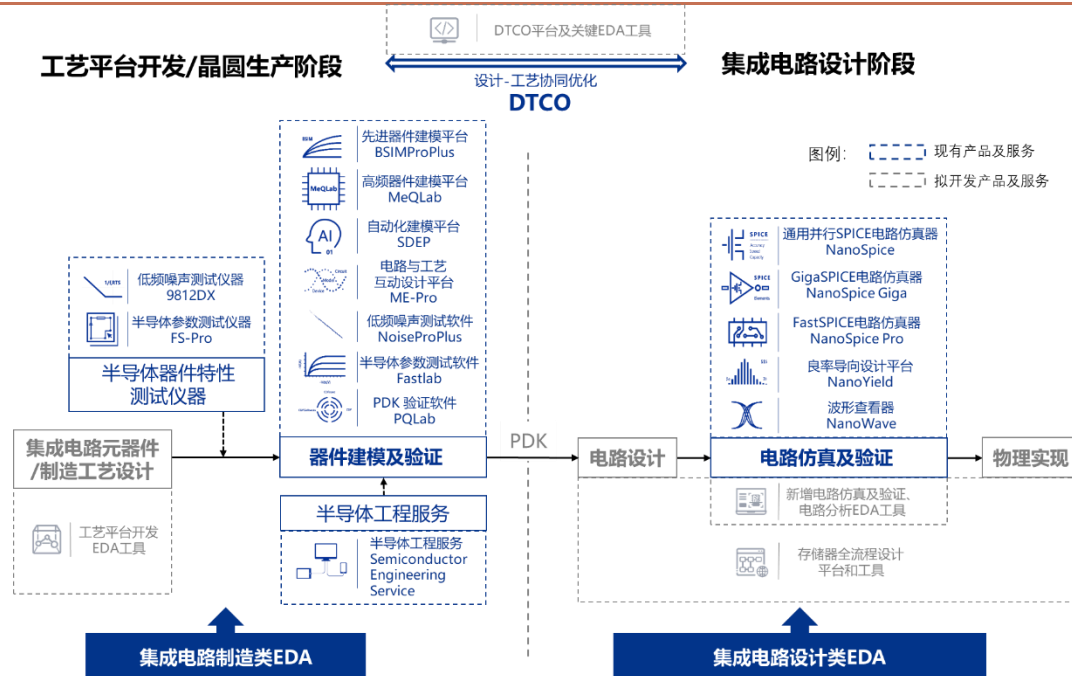 DTCO平台及关键EDA工具
工艺平台开发/晶圆生产阶段
集成电路设计阶段
设计-工艺协同优化
DTCO
图例:
现有产品及服务
拟开发产品及服务
先进器件建模平台
BSIMProPlus
MeQLab
高频器件建模平台
MeQLab
AI
01
自动化建模平台
SDEP
电路与工艺
互动设计平台
ME-Pro
低频噪声测试软件
NoiseProPlus
半导体参数测试软件
Fastlab
PDK 验证软件
PQLab
器件建模及验证
低频噪声测试仪器
9812DX
半导体参数测试仪器
FS-Pro
半导体器件特性
测试仪器
集成电路元器件
/制造工艺设计
工艺平台开发
EDA工具
半导体工程服务
半导体工程服务
Semiconductor
Engineering
Service
PDK
电路设计
SPICE
通用并行SPICE电路仿真器
NanoSpice
SPICE
GigaSPICE电路仿真器
NanoSpice Giga
FastSPICE电路仿真器
NanoSpice Pro
良率导向设计平台
NanoYield
波形查看器
NanoWave
电路仿真及验证
物理实现
新增电路仿真及验证、
电路分析EDA工具
存储器全流程设计
平台和工具
集成电路制造类EDA
集成电路设计类EDA